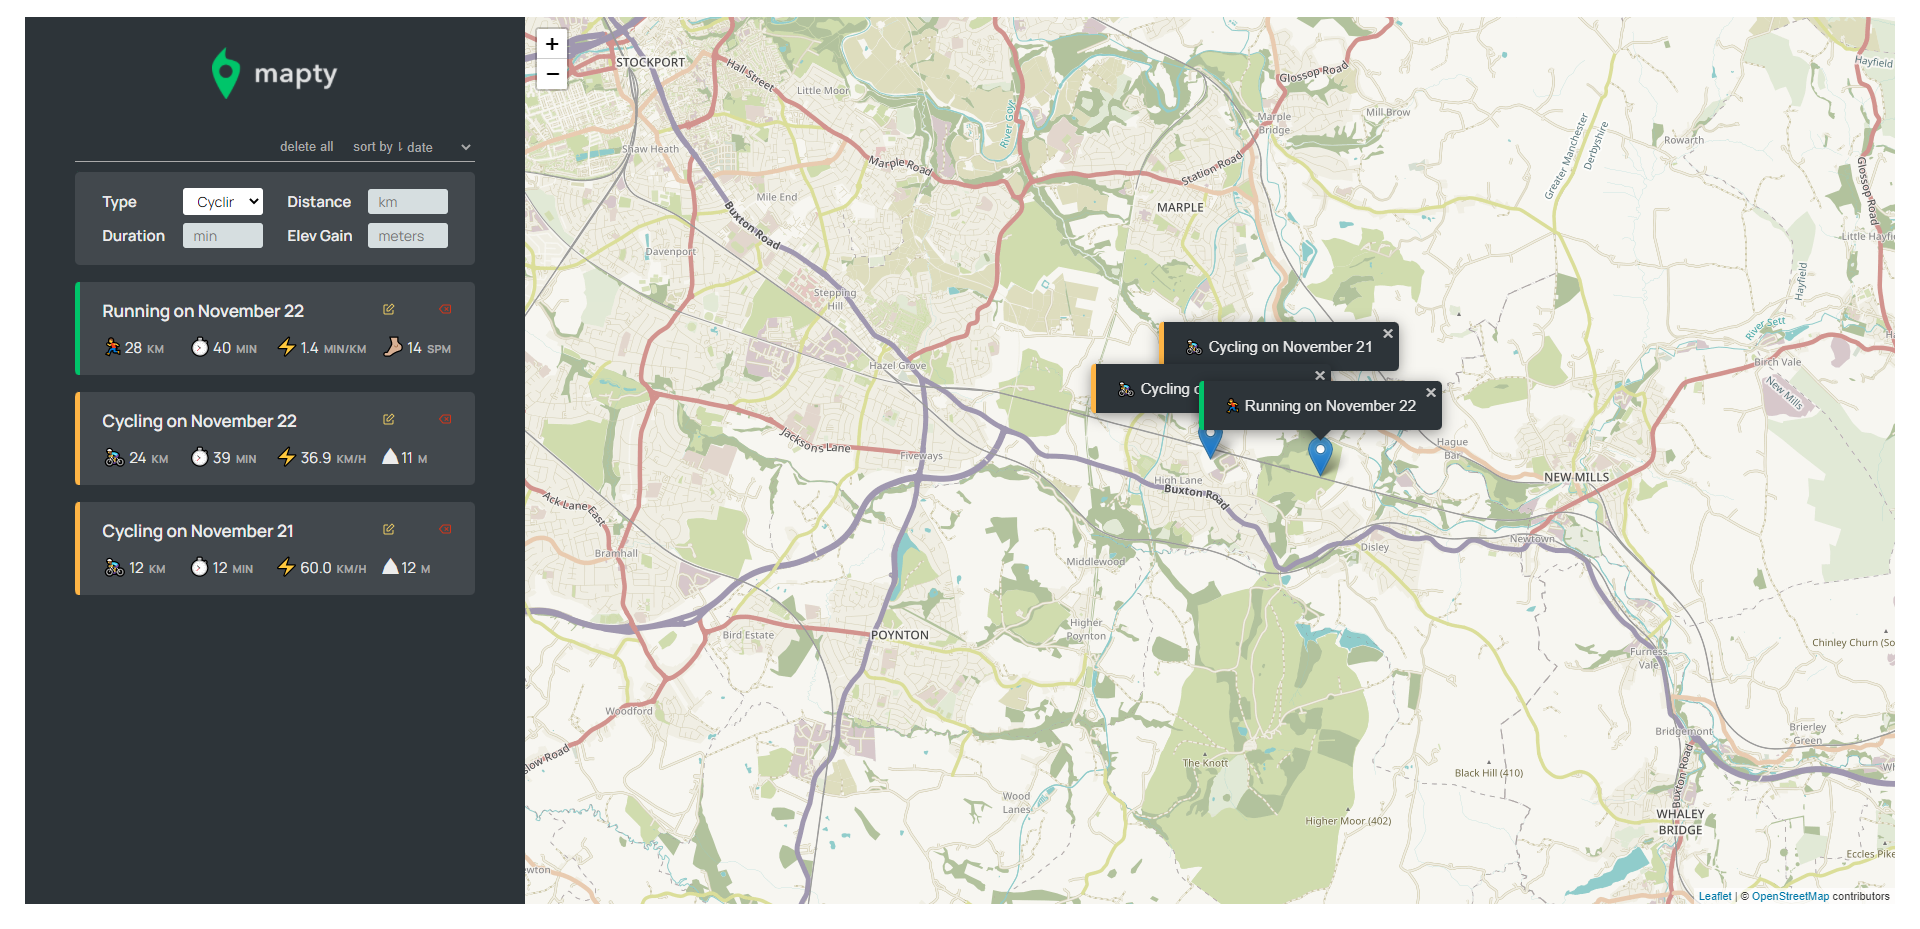 mapty
delete all sort by date
Type Cyclir Distance km
Duration min Elev Gain meters
Running on November 22
28 KM 40 MIN 1.4 MIN/KM 14 SPM
Cycling on November 22
24 KM 39 MIN 36.9 KM/H 11 M
Cycling on November 21
12 KM 12 MIN 60.0 KM/H 12 M
+
−
STOCKPORT
Hall Street
Little Moor
River Goyt
Glossop Road
Hayfield
Mill Brow
Marple
Bridge
Greater Manchester
Derbyshire
Rowarth
Shaw Heath
Marple Road
Station Road
Glossop Road
Mile End
MARPLE
Buxton Road
Davenport
Little Hayfi
Hayfield
Stepping
Hill
River Sett
Cycling on November 21
Hazel Grove
Birch Vale
Cycling o
Running on November 22
New Mills
Jacksons Lane
Fiveways
Hague
Bar
High Lane
Buxton Road
NEW MILLS
Ack Lane East
Bramhall
Middlewood
Disley
Newtown
Bird Estate
POYNTON
Higher
Poynton
Chinley Churn (So
Furness
Vale
Woodford
Bridgemont
Brierley
Green
slow Road
The Knott
Black Hill (410)
Buxton Road
Wh
Wood
Lanes
Higher Moor (402)
WHALEY
BRIDGE
Eccles Pike
wton
Leaflet | © OpenStreetMap contributors